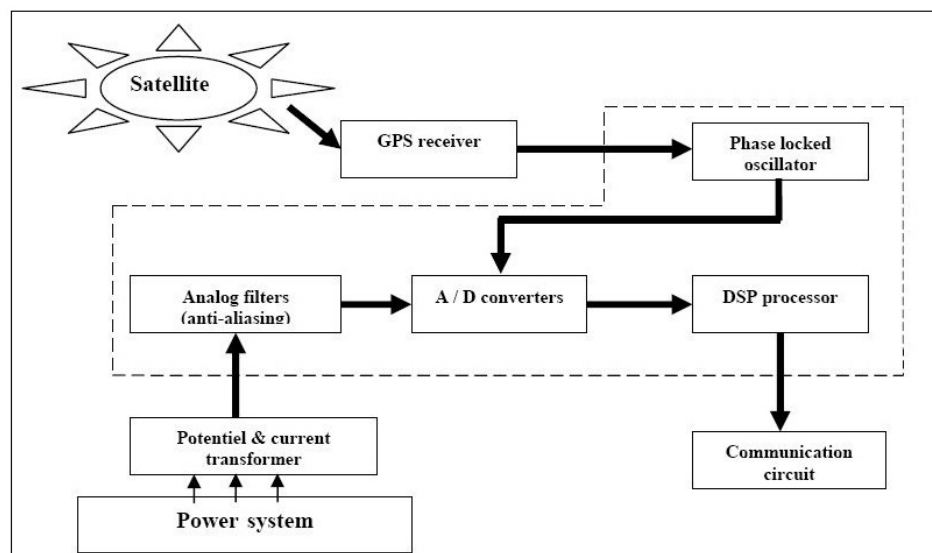 Satellite
GPS receiver
Phase locked
oscillator
Analog filters
(anti-aliasing)
A / D converters
DSP processor
Potentiel & current
transformer
Communication
circuit
Power system